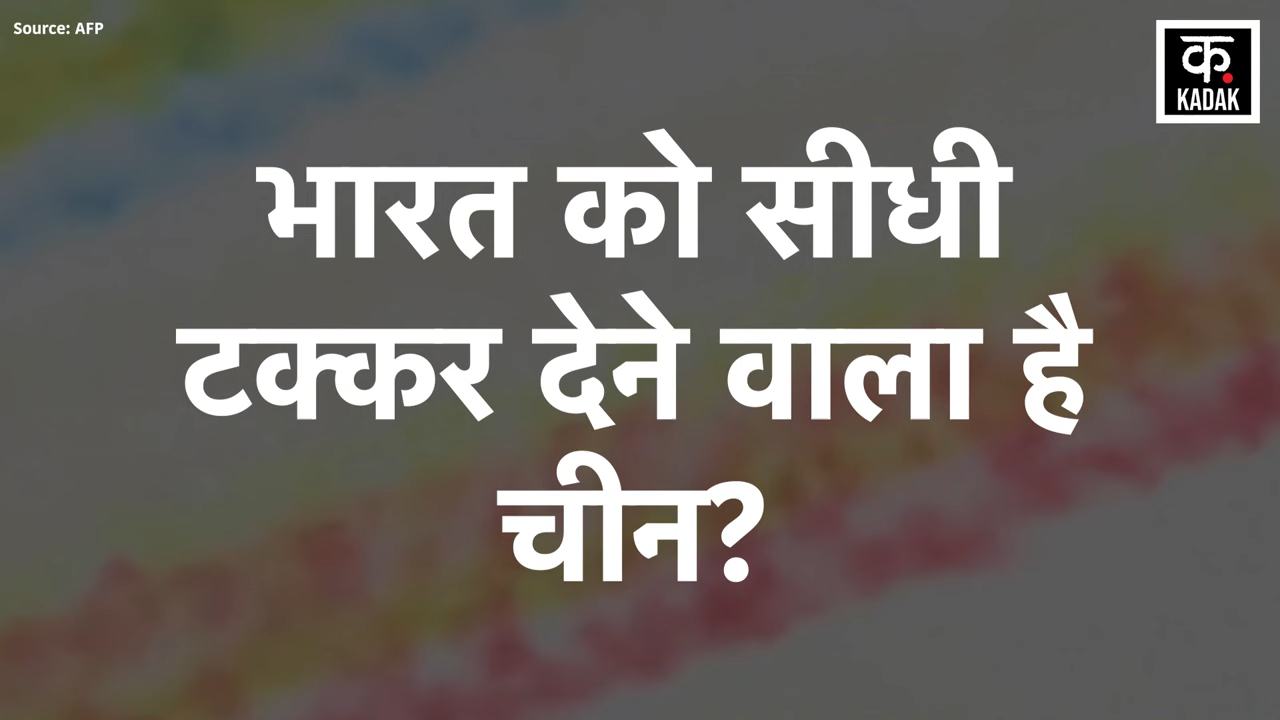 Source: AFP
क.
KADAK
भारत को सीधी
टक्कर देने वाला है
चीन?